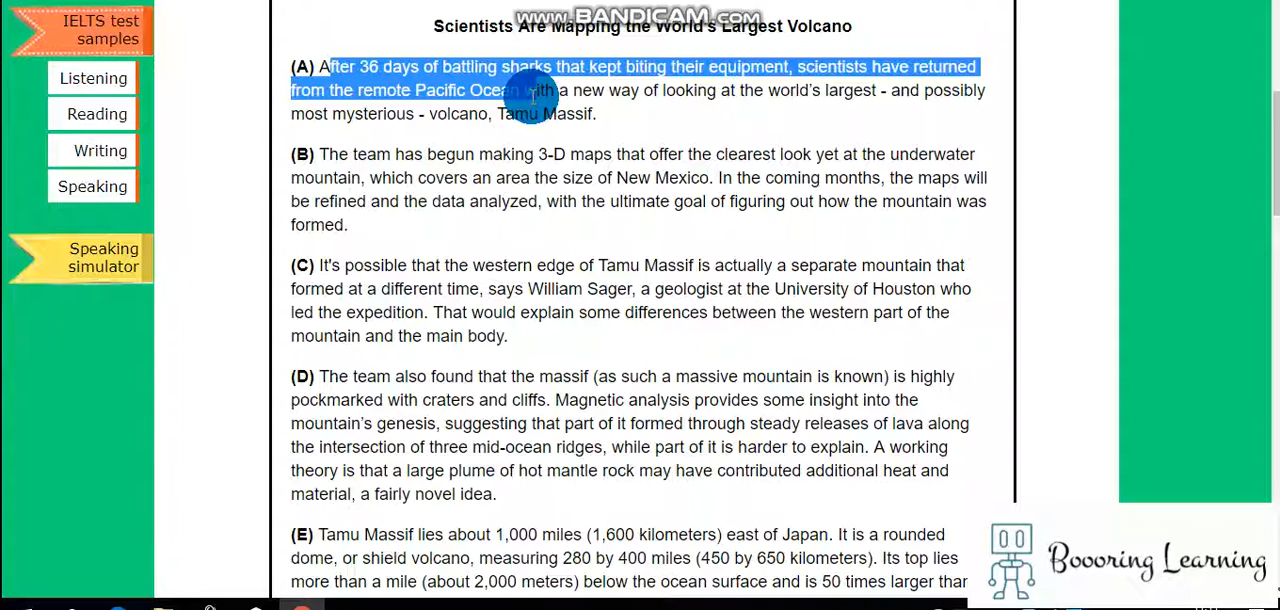 www.BANDICAM.com
IELTS test
samples
Listening
Reading
Writing
Speaking
Speaking
simulator
Scientists Are Mapping the World's Largest Volcano
(A) After 36 days of battling sharks that kept biting their equipment, scientists have returned
from the remote Pacific Ocean with a new way of looking at the world's largest - and possibly
most mysterious - volcano, Tamu Massif.
(B) The team has begun making 3-D maps that offer the clearest look yet at the underwater
mountain, which covers an area the size of New Mexico. In the coming months, the maps will
be refined and the data analyzed, with the ultimate goal of figuring out how the mountain was
formed.
(C) It's possible that the western edge of Tamu Massif is actually a separate mountain that
formed at a different time, says William Sager, a geologist at the University of Houston who
led the expedition. That would explain some differences between the western part of the
mountain and the main body.
(D) The team also found that the massif (as such a massive mountain is known) is highly
pockmarked with craters and cliffs. Magnetic analysis provides some insight into the
mountain's genesis, suggesting that part of it formed through steady releases of lava along
the intersection of three mid-ocean ridges, while part of it is harder to explain. A working
theory is that a large plume of hot mantle rock may have contributed additional heat and
material, a fairly novel idea.
(E) Tamu Massif lies about 1,000 miles (1,600 kilometers) east of Japan. It is a rounded
dome, or shield volcano, measuring 280 by 400 miles (450 by 650 kilometers). Its top lies
more than a mile (about 2,000 meters) below the ocean surface and is 50 times larger than
Boooring Learning